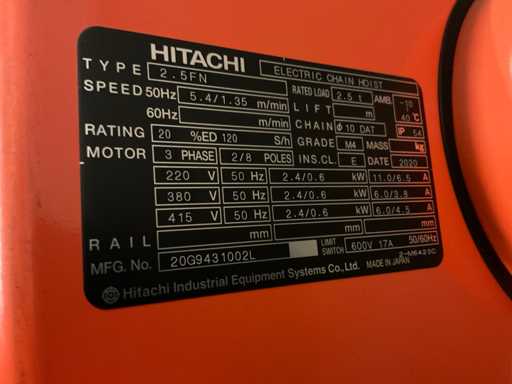 HITACHI ELECTRIC CHAIN HOIST
TYPE 2.5FN RATED LOAD 2.5 t AMB. -10 ~ 40 ℃
SPEED 50Hz 5.4/1.35 m/min LIFT m
60Hz m/min CHAIN φ10 DAT IP 54
RATING 20 %ED 120 S/h GRADE M4 MASS kg
MOTOR 3 PHASE 2/8 POLES INS.CL. E DATE 2020
220 V 50 Hz 2.4/0.6 kW 11.0/6.5 A
380 V 50 Hz 2.4/0.6 kW 6.0/3.8 A
415 V 50 Hz 2.4/0.6 kW 6.0/4.5 A
RAIL mm mm mm
MFG. No. 20G9431002L LIMIT SWITCH 600V 17A 50/60Hz
Hitachi Industrial Equipment Systems Co., Ltd. MADE IN JAPAN